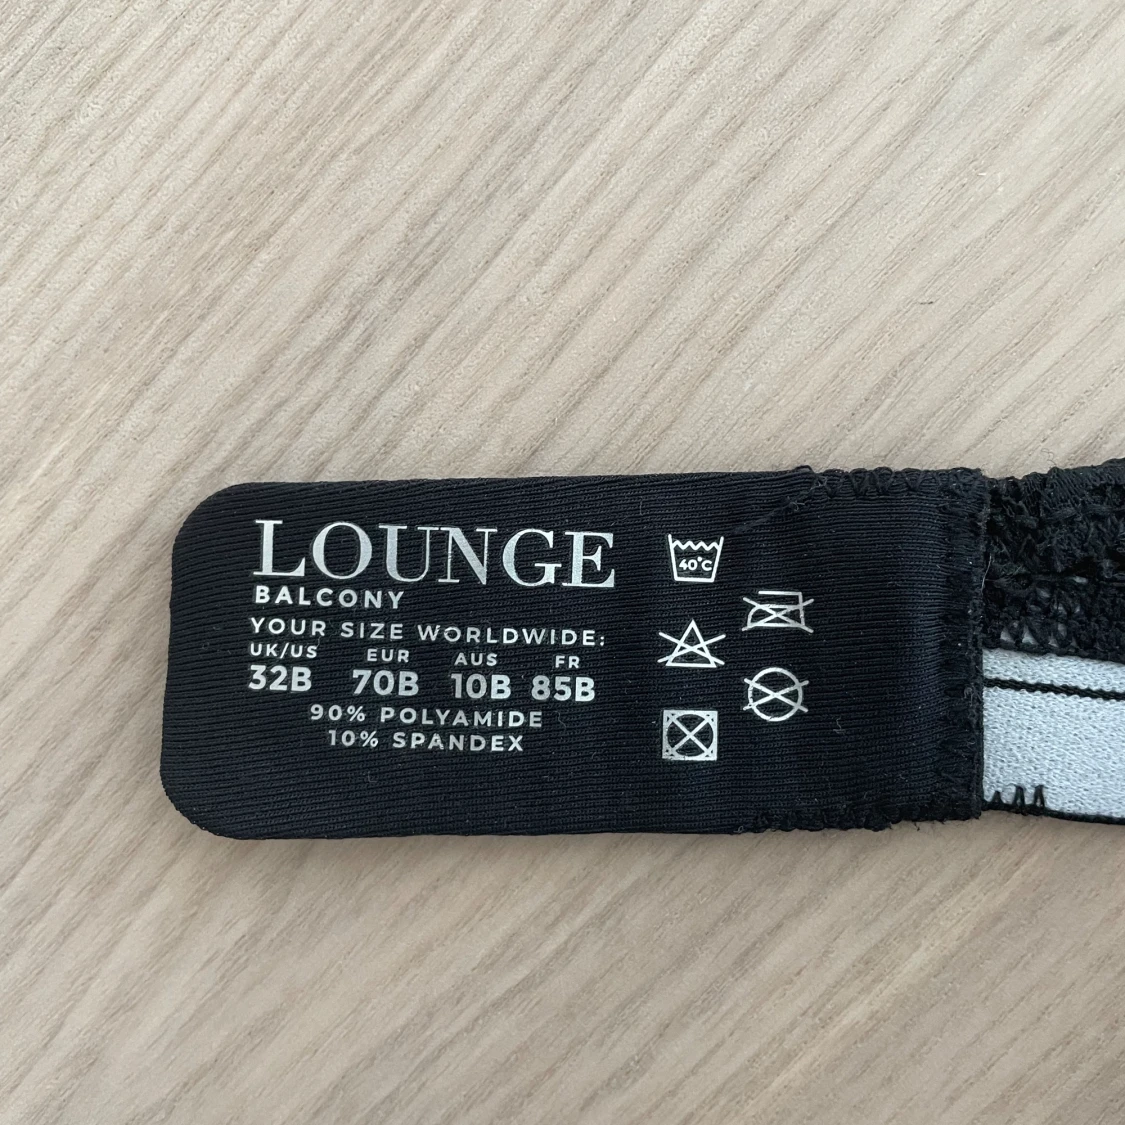 LOUNGE
BALCONY
YOUR SIZE WORLDWIDE:
UK/US EUR AUS FR
32B 70B 10B 85B
90% POLYAMIDE
10% SPANDEX
40°C